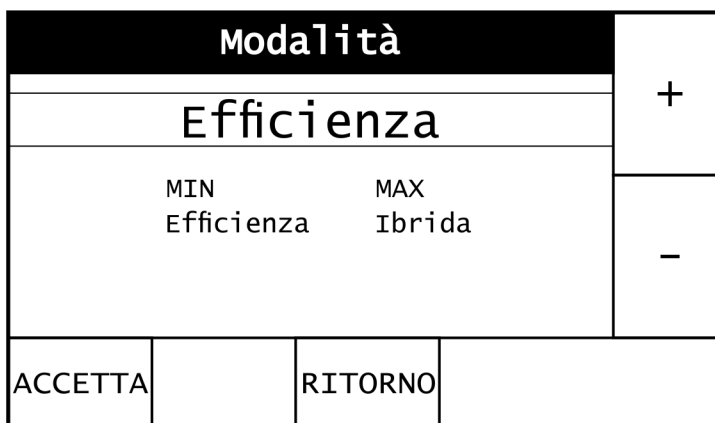 Modalità
+
Efficienza
MIN MAX
Efficienza Ibrida
-
ACCETTA RITORNO